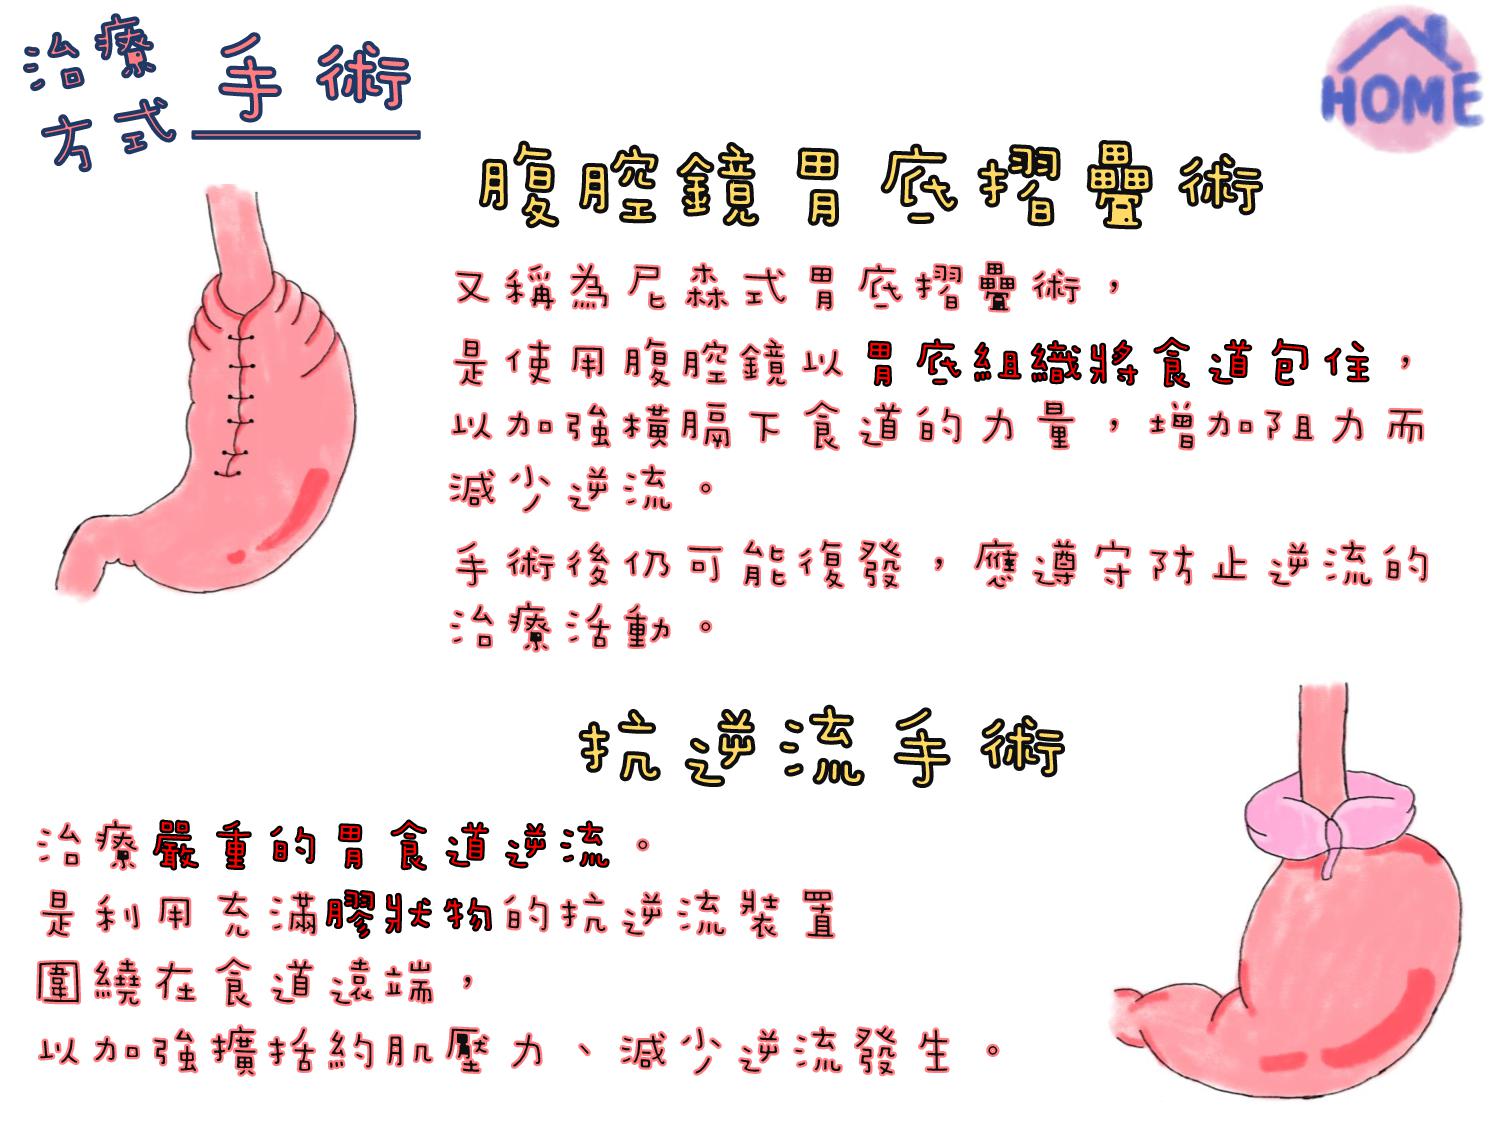 治療
方式
手術
HOME
腹腔鏡胃底摺疊術
又稱為尼森式胃底摺疊術，
是使用腹腔鏡以胃底組織將食道包住，
以加強橫膈下食道的力量，增加阻力而
減少逆流。
手術後仍可能復發，應遵守防止逆流的
治療活動。
抗逆流手術
治療嚴重的胃食道逆流。
是利用充滿膠狀物的抗逆流裝置
圍繞在食道遠端，
以加強擴括約肌壓力、減少逆流發生。